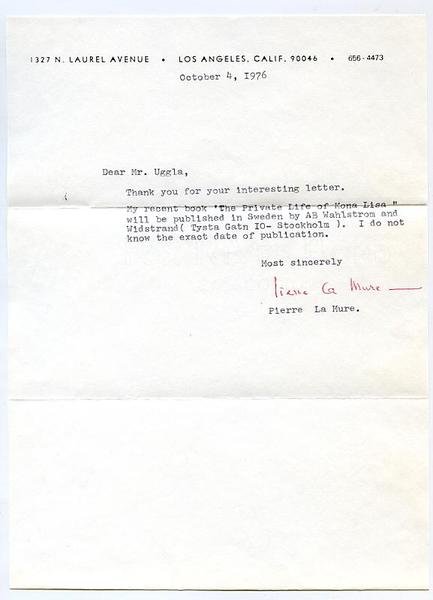 1327 N. LAUREL AVENUE • LOS ANGELES, CALIF. 90046 • 656-4473
October 4, 1976
Dear Mr. Uggla,
Thank you for your interesting letter.
My recent book "The Private Life of Mona Lisa "
will be published in Sweden by AB Wahlstrom and
Widstrand( Tysta Gatn IO- Stockholm ). I do not
know the exact date of publication.
Most sincerely
Pierre La Mure
Pierre La Mure.